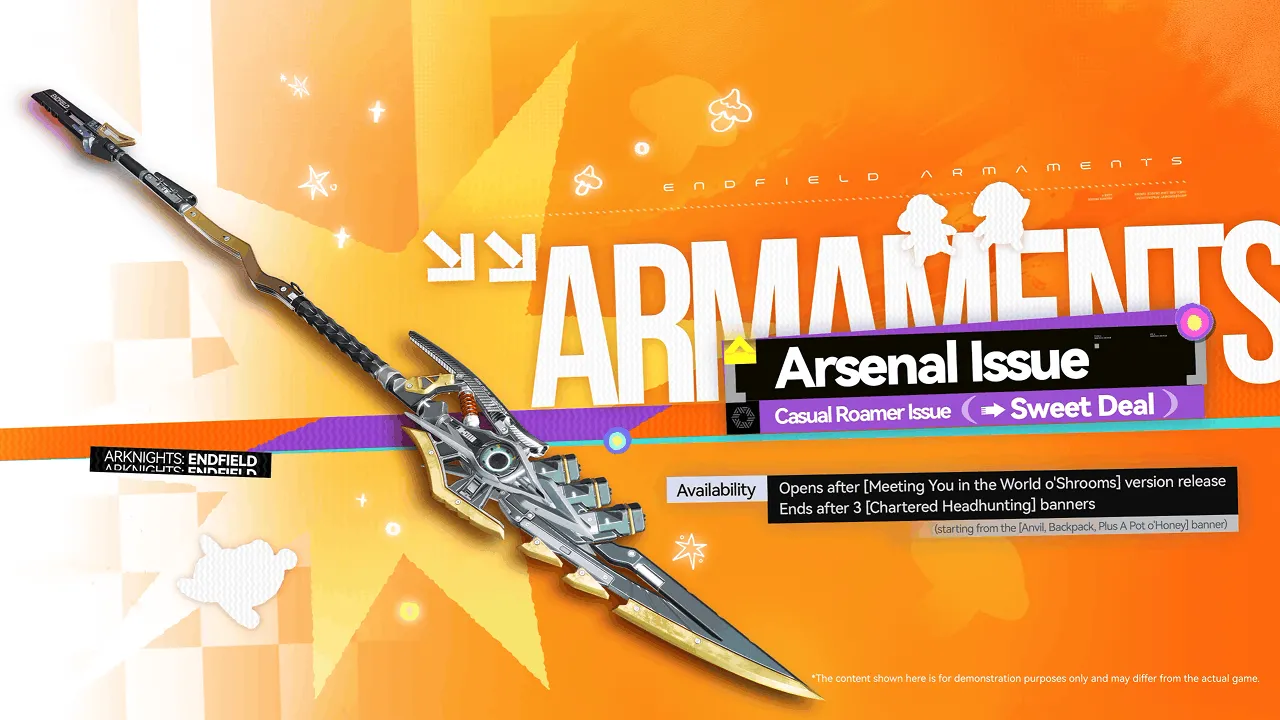 ENDFIELD
ENDFIELD ARMAMENTS
ARMAMENTS
Arsenal Issue
Casual Roamer Issue
Sweet Deal
ARKNIGHTS: ENDFIELD
ARKNIGHTS: ENDFIELD
Availability
Opens after [Meeting You in the World o'Shrooms] version release
Ends after 3 [Chartered Headhunting] banners
(starting from the [Anvil, Backpack, Plus A Pot o'Honey] banner)
*The content shown here is for demonstration purposes only and may differ from the actual game.